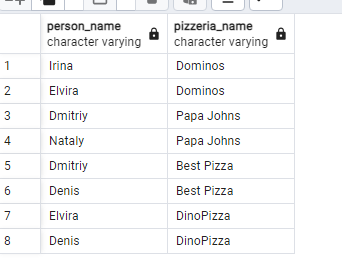 person_name pizzeria_name
character varying character varying
1 Irina Dominos
2 Elvira Dominos
3 Dmitriy Papa Johns
4 Nataly Papa Johns
5 Dmitriy Best Pizza
6 Denis Best Pizza
7 Elvira DinoPizza
8 Denis DinoPizza